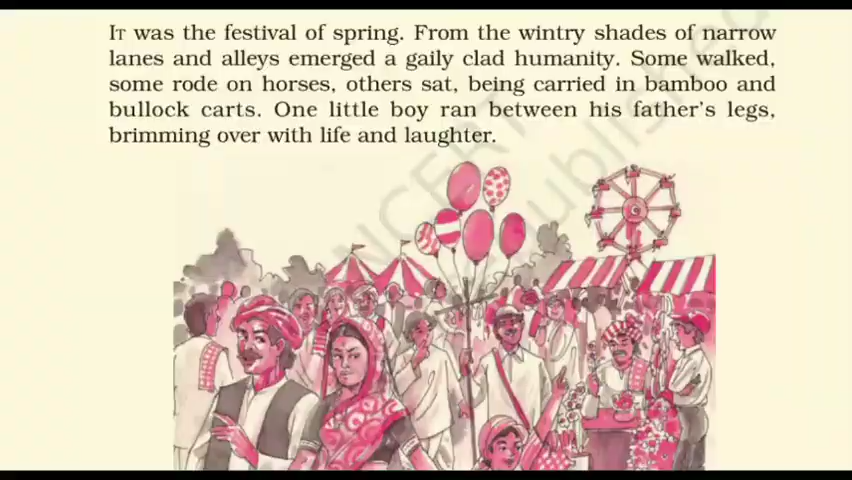 IT was the festival of spring. From the wintry shades of narrow
lanes and alleys emerged a gaily clad humanity. Some walked,
some rode on horses, others sat, being carried in bamboo and
bullock carts. One little boy ran between his father's legs,
brimming over with life and laughter.
NCERT
published